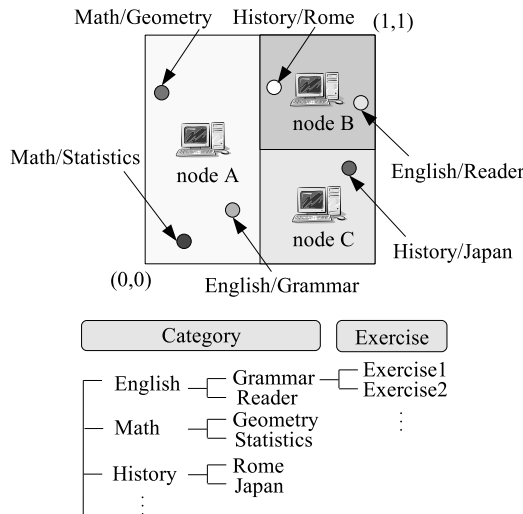 Math/Geometry
History/Rome
(1,1)
node B
Math/Statistics
node A
English/Reader
node C
History/Japan
(0,0)
English/Grammar
Category
Exercise
English
Grammar
Reader
Exercise1
Exercise2
Math
Geometry
Statistics
History
Rome
Japan